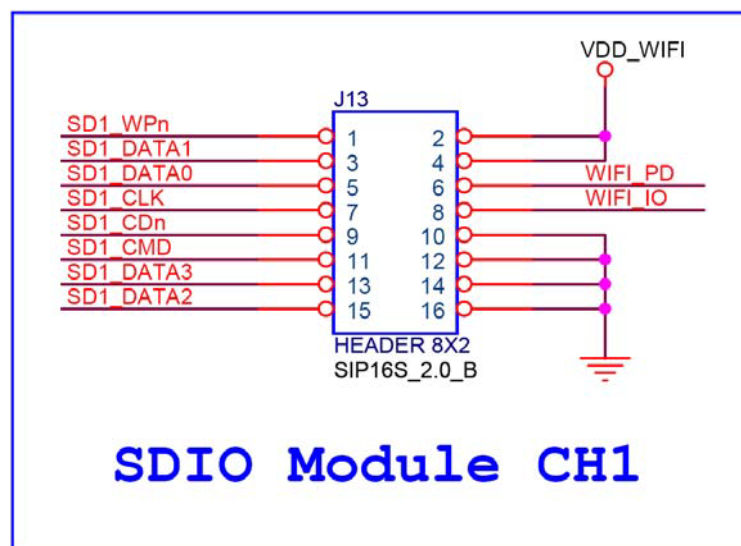 VDD_WIFI
J13
SD1_WPn 1 2
SD1_DATA1 3 4
SD1_DATA0 5 6 WIFI_PD
SD1_CLK 7 8 WIFI_IO
SD1_CDn 9 10
SD1_CMD 11 12
SD1_DATA3 13 14
SD1_DATA2 15 16
HEADER 8X2
SIP16S_2.0_B
SDIO Module CH1